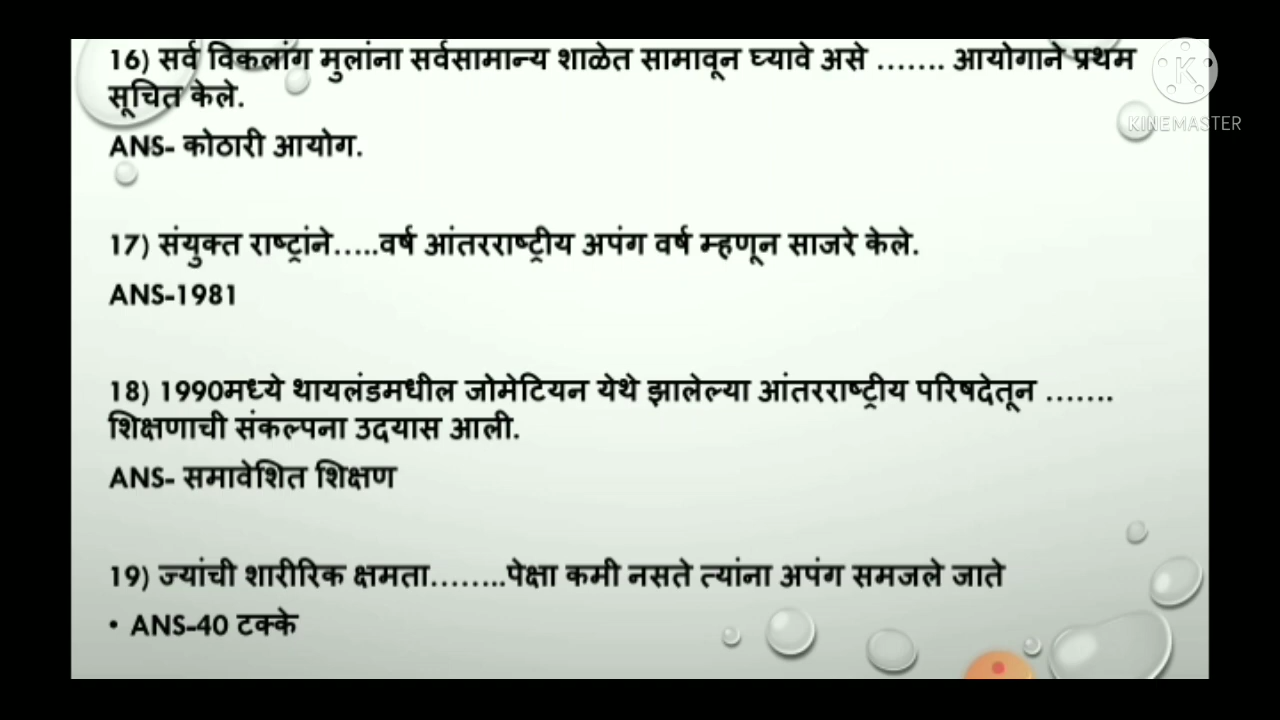 16) सर्व विकलांग मुलांना सर्वसामान्य शाळेत सामावून घ्यावे असे ....... आयोगाने प्रथम
सूचित केले.
ANS- कोठारी आयोग.
17) संयुक्त राष्ट्रांने.....वर्ष आंतरराष्ट्रीय अपंग वर्ष म्हणून साजरे केले.
ANS-1981
18) 1990मध्ये थायलंडमधील जोमेटियन येथे झालेल्या आंतरराष्ट्रीय परिषदेतून .......
शिक्षणाची संकल्पना उदयास आली.
ANS- समावेशित शिक्षण
19) ज्यांची शारीरिक क्षमता........पेक्षा कमी नसते त्यांना अपंग समजले जाते
• ANS-40 टक्के
K
KINEMASTER